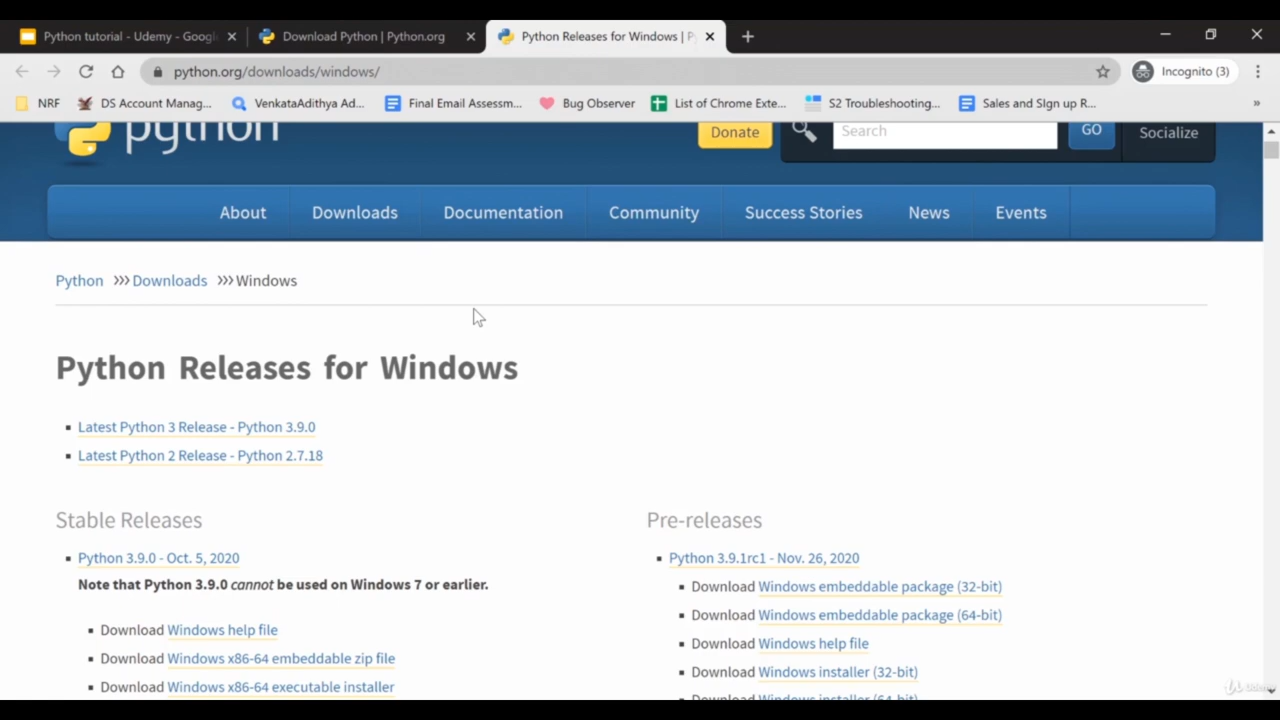 Python tutorial - Udemy - Goog
Download Python | Python.org
Python Releases for Windows | P
python.org/downloads/windows/
Incognito (3)
NRF
DS Account Manag...
VenkataAdithya Ad...
Final Email Assessm...
Bug Observer
List of Chrome Exte...
S2 Troubleshooting...
Sales and SIgn up R...
»
python
Donate
Search
GO
Socialize
About
Downloads
Documentation
Community
Success Stories
News
Events
Python >>> Downloads >>> Windows
Python Releases for Windows
Latest Python 3 Release - Python 3.9.0
Latest Python 2 Release - Python 2.7.18
Stable Releases
Python 3.9.0 - Oct. 5, 2020
Note that Python 3.9.0 cannot be used on Windows 7 or earlier.
Download Windows help file
Download Windows x86-64 embeddable zip file
Download Windows x86-64 executable installer
Pre-releases
Python 3.9.1rc1 - Nov. 26, 2020
Download Windows embeddable package (32-bit)
Download Windows embeddable package (64-bit)
Download Windows help file
Download Windows installer (32-bit)
Download Windows installer (64-bit)
Udemy